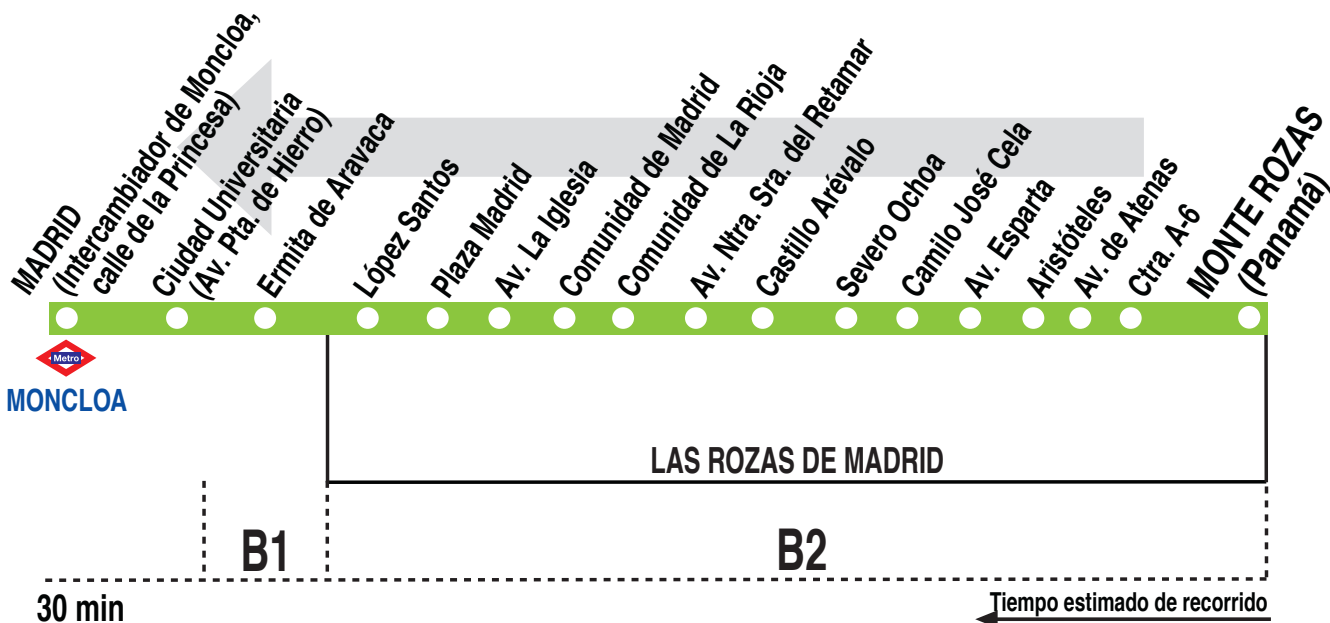 MADRID
(Intercambiador de Moncloa,
calle de la Princesa)
Ciudad Universitaria
(Av. Pta. de Hierro)
Ermita de Aravaca
López Santos
Plaza Madrid
Av. La Iglesia
Comunidad de Madrid
Comunidad de La Rioja
Av. Ntra. Sra. del Retamar
Castillo Arévalo
Severo Ochoa
Camilo José Cela
Av. Esparta
Aristóteles
Av. de Atenas
Ctra. A-6
MONTE ROZAS
(Panamá)
Metro
MONCLOA
LAS ROZAS DE MADRID
B1
B2
30 min
Tiempo estimado de recorrido